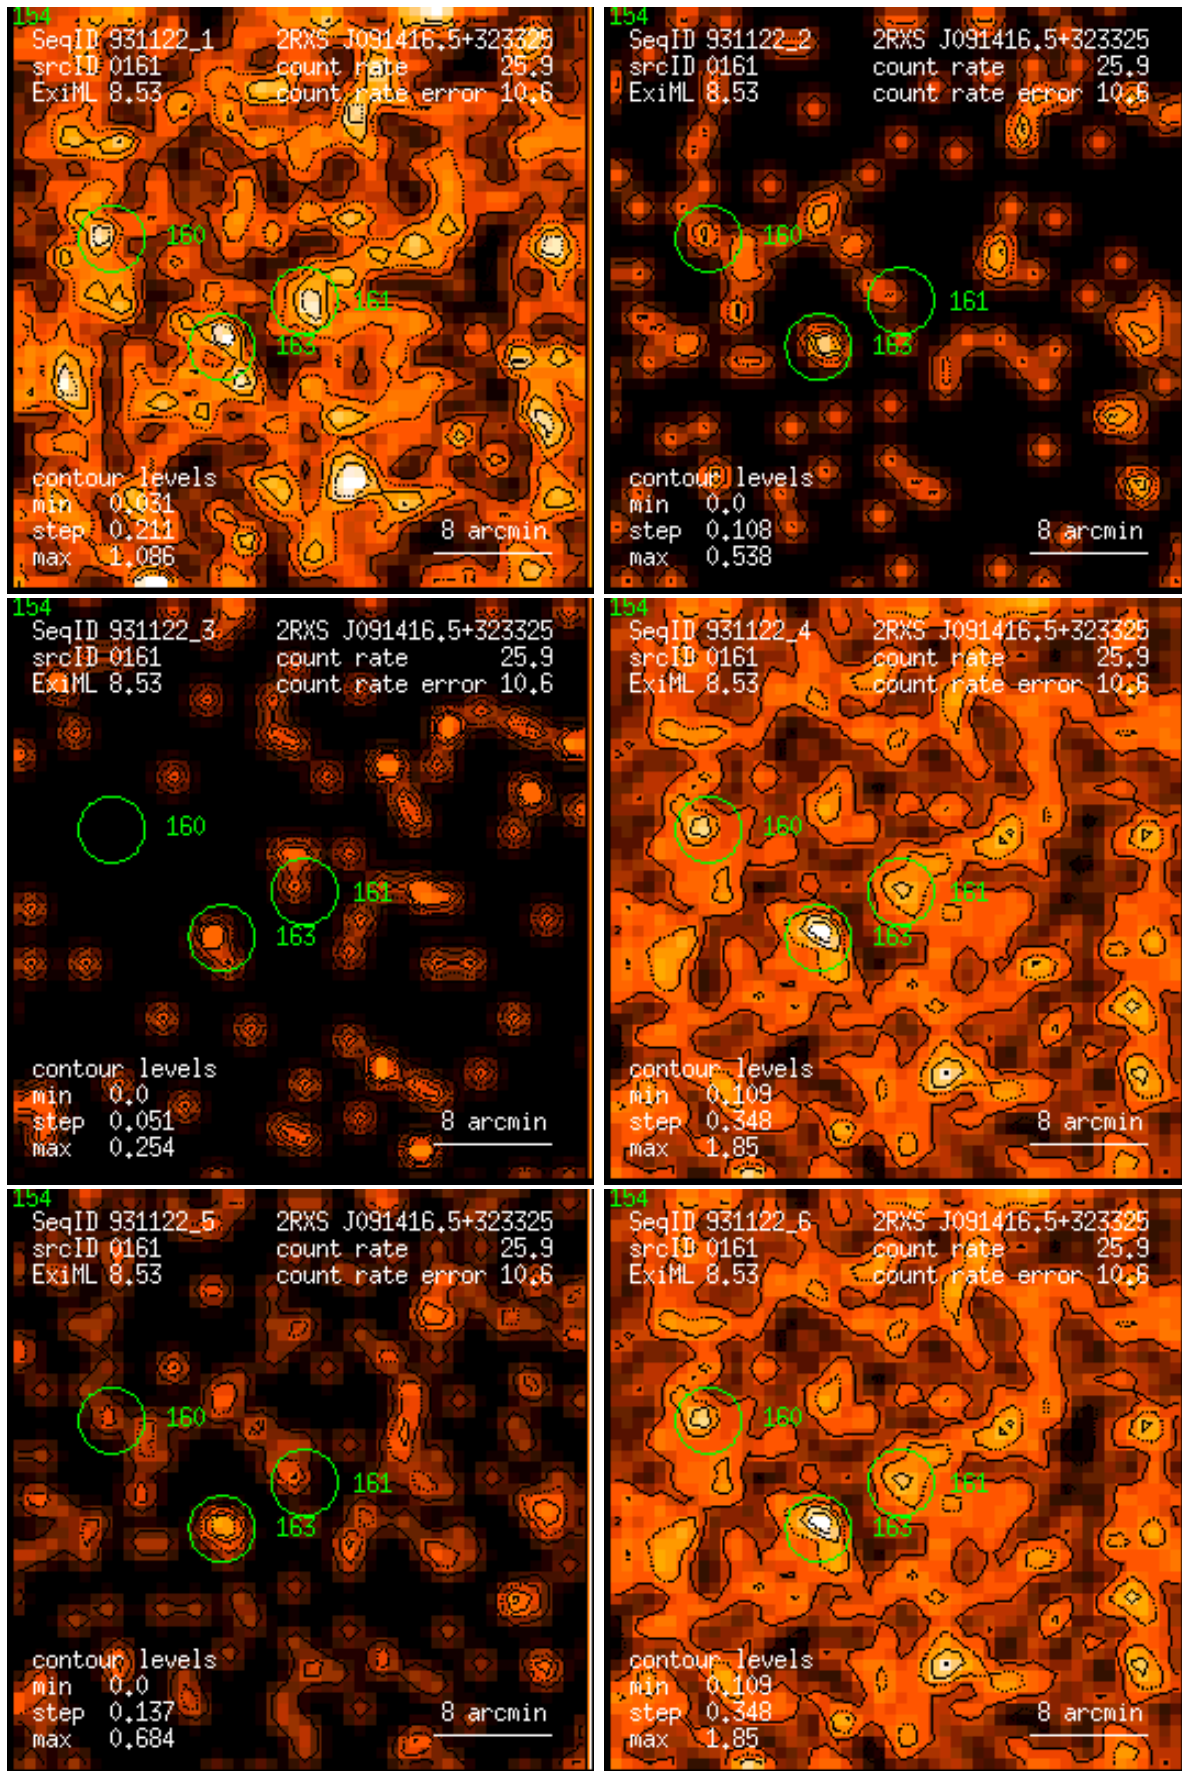 154
SeqID 931122_1 2RXS J091416.5+323325
srcID 0161 count rate 25.9
ExiML 8.53 count rate error 10.6
160
161
163
contour levels
min 0.031
step 0.211
max 1.086
8 arcmin
154
SeqID 931122_2 2RXS J091416.5+323325
srcID 0161 count rate 25.9
ExiML 8.53 count rate error 10.6
160
161
163
contour levels
min 0.0
step 0.108
max 0.538
8 arcmin
154
SeqID 931122_3 2RXS J091416.5+323325
srcID 0161 count rate 25.9
ExiML 8.53 count rate error 10.6
160
161
163
contour levels
min 0.0
step 0.051
max 0.254
8 arcmin
154
SeqID 931122_4 2RXS J091416.5+323325
srcID 0161 count rate 25.9
ExiML 8.53 count rate error 10.6
160
161
163
contour levels
min 0.109
step 0.348
max 1.85
8 arcmin
154
SeqID 931122_5 2RXS J091416.5+323325
srcID 0161 count rate 25.9
ExiML 8.53 count rate error 10.6
160
161
163
contour levels
min 0.0
step 0.137
max 0.684
8 arcmin
154
SeqID 931122_6 2RXS J091416.5+323325
srcID 0161 count rate 25.9
ExiML 8.53 count rate error 10.6
160
161
163
contour levels
min 0.109
step 0.348
max 1.85
8 arcmin